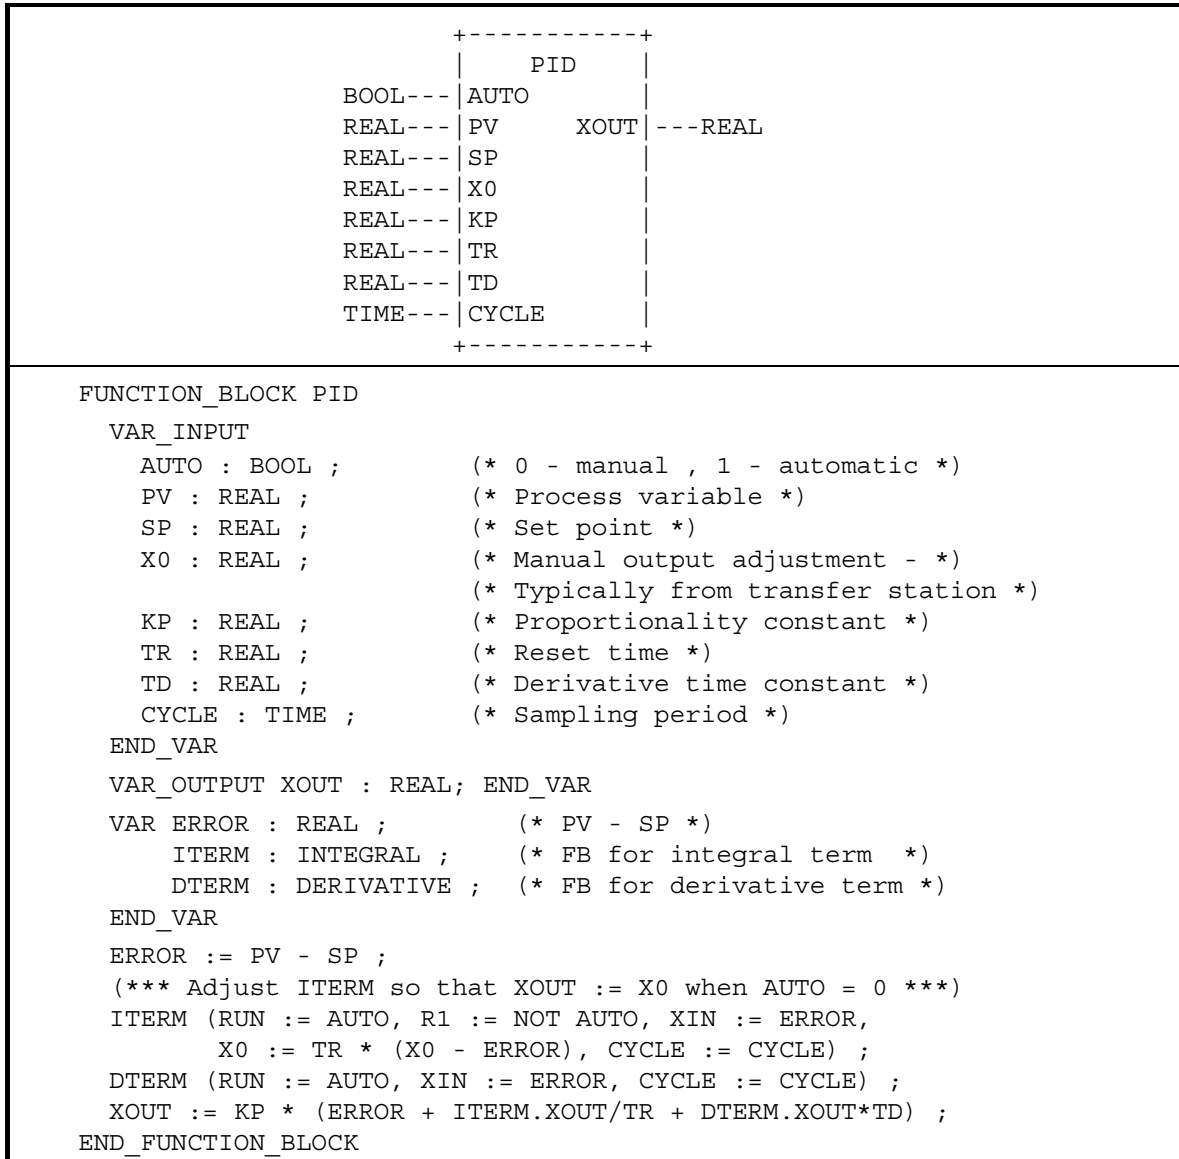 +-----------+
|    PID    |
BOOL---|AUTO       |
REAL---|PV     XOUT|---REAL
REAL---|SP         |
REAL---|X0         |
REAL---|KP         |
REAL---|TR         |
REAL---|TD         |
TIME---|CYCLE      |
+-----------+
FUNCTION_BLOCK PID
VAR_INPUT
AUTO : BOOL ;         (* 0 - manual , 1 - automatic *)
PV : REAL ;           (* Process variable *)
SP : REAL ;           (* Set point *)
X0 : REAL ;           (* Manual output adjustment - *)
(* Typically from transfer station *)
KP : REAL ;           (* Proportionality constant *)
TR : REAL ;           (* Reset time *)
TD : REAL ;           (* Derivative time constant *)
CYCLE : TIME ;        (* Sampling period *)
END_VAR
VAR_OUTPUT XOUT : REAL; END_VAR
VAR ERROR : REAL ;        (* PV - SP *)
ITERM : INTEGRAL ;    (* FB for integral term  *)
DTERM : DERIVATIVE ;  (* FB for derivative term *)
END_VAR
ERROR := PV - SP ;
(*** Adjust ITERM so that XOUT := X0 when AUTO = 0 ***)
ITERM (RUN := AUTO, R1 := NOT AUTO, XIN := ERROR,
X0 := TR * (X0 - ERROR), CYCLE := CYCLE) ;
DTERM (RUN := AUTO, XIN := ERROR, CYCLE := CYCLE) ;
XOUT := KP * (ERROR + ITERM.XOUT/TR + DTERM.XOUT*TD) ;
END_FUNCTION_BLOCK